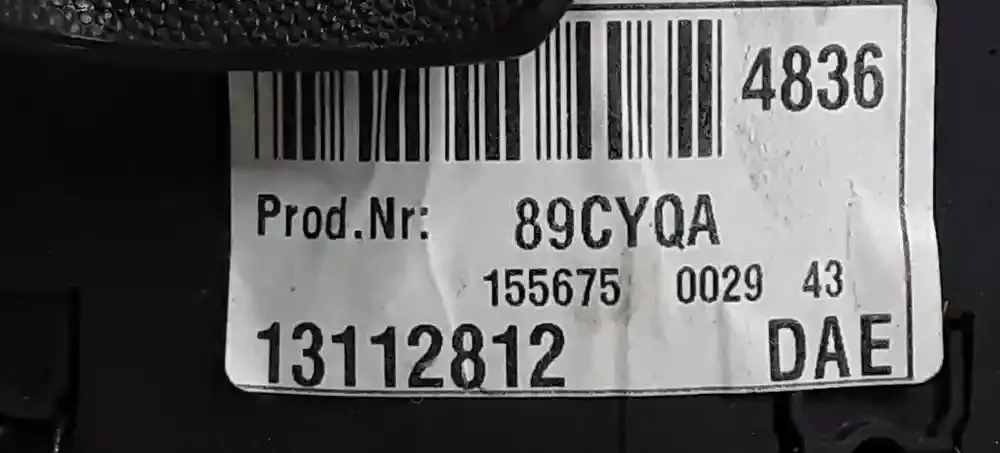 4836
Prod.Nr: 89CYQA
155675 0029 43
13112812 DAE